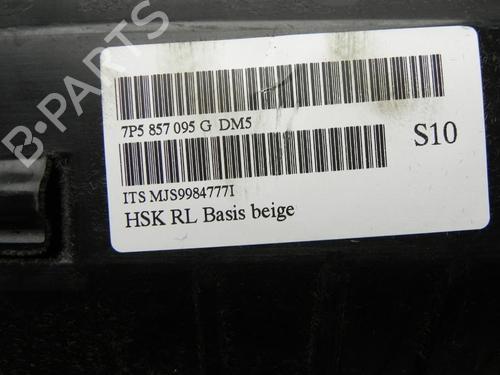 B-PARTS
7P5 857 095 G DM5
S10
ITS MJS9984777I
HSK RL Basis beige